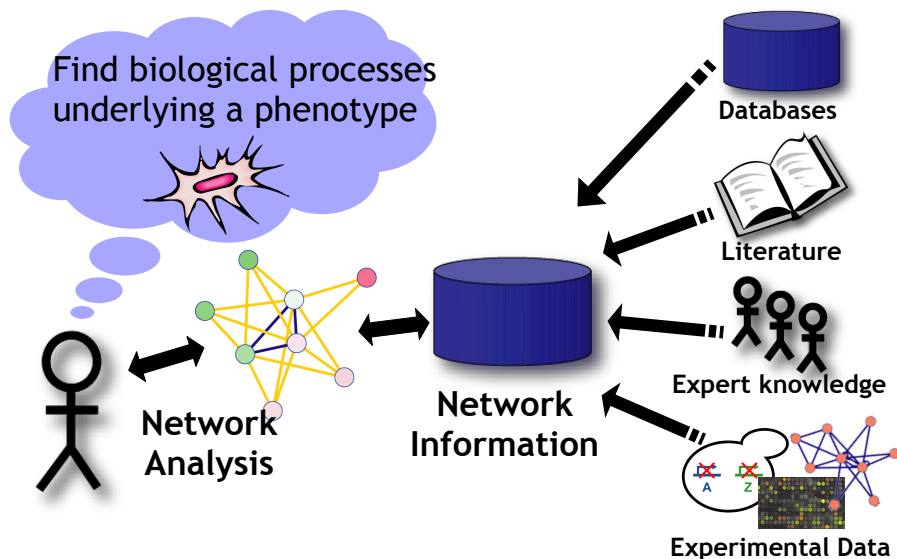 Find biological processes
underlying a phenotype
Databases
Literature
Expert knowledge
Network
Analysis
Network
Information
A
Z
Experimental Data